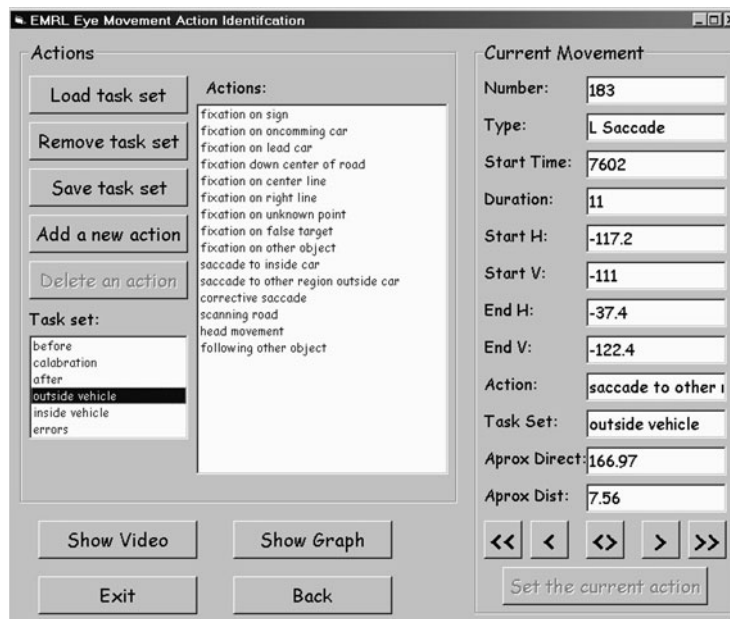 EMRL Eye Movement Action Identifcation
Actions
Load task set
Remove task set
Save task set
Add a new action
Delete an action
Task set:
before
calabration
after
outside vehicle
inside vehicle
errors
Actions:
fixation on sign
fixation on oncomming car
fixation on lead car
fixation down center of road
fixation on center line
fixation on right line
fixation on unknown point
fixation on false target
fixation on other object
saccade to inside car
saccade to other region outside car
corrective saccade
scanning road
head movement
following other object
Show Video
Show Graph
Exit
Back
Current Movement
Number: 183
Type: L Saccade
Start Time: 7602
Duration: 11
Start H: -117.2
Start V: -111
End H: -37.4
End V: -122.4
Action: saccade to other
Task Set: outside vehicle
Aprox Direct: 166.97
Aprox Dist: 7.56
<< < <> > >>
Set the current action